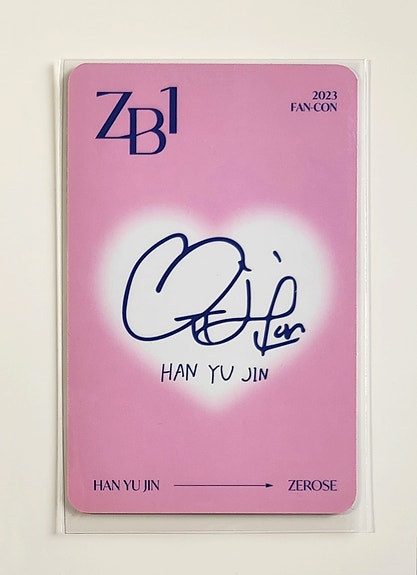 ZB1
2023
FAN-CON
HAN YU JIN
HAN YU JIN
ZEROSE